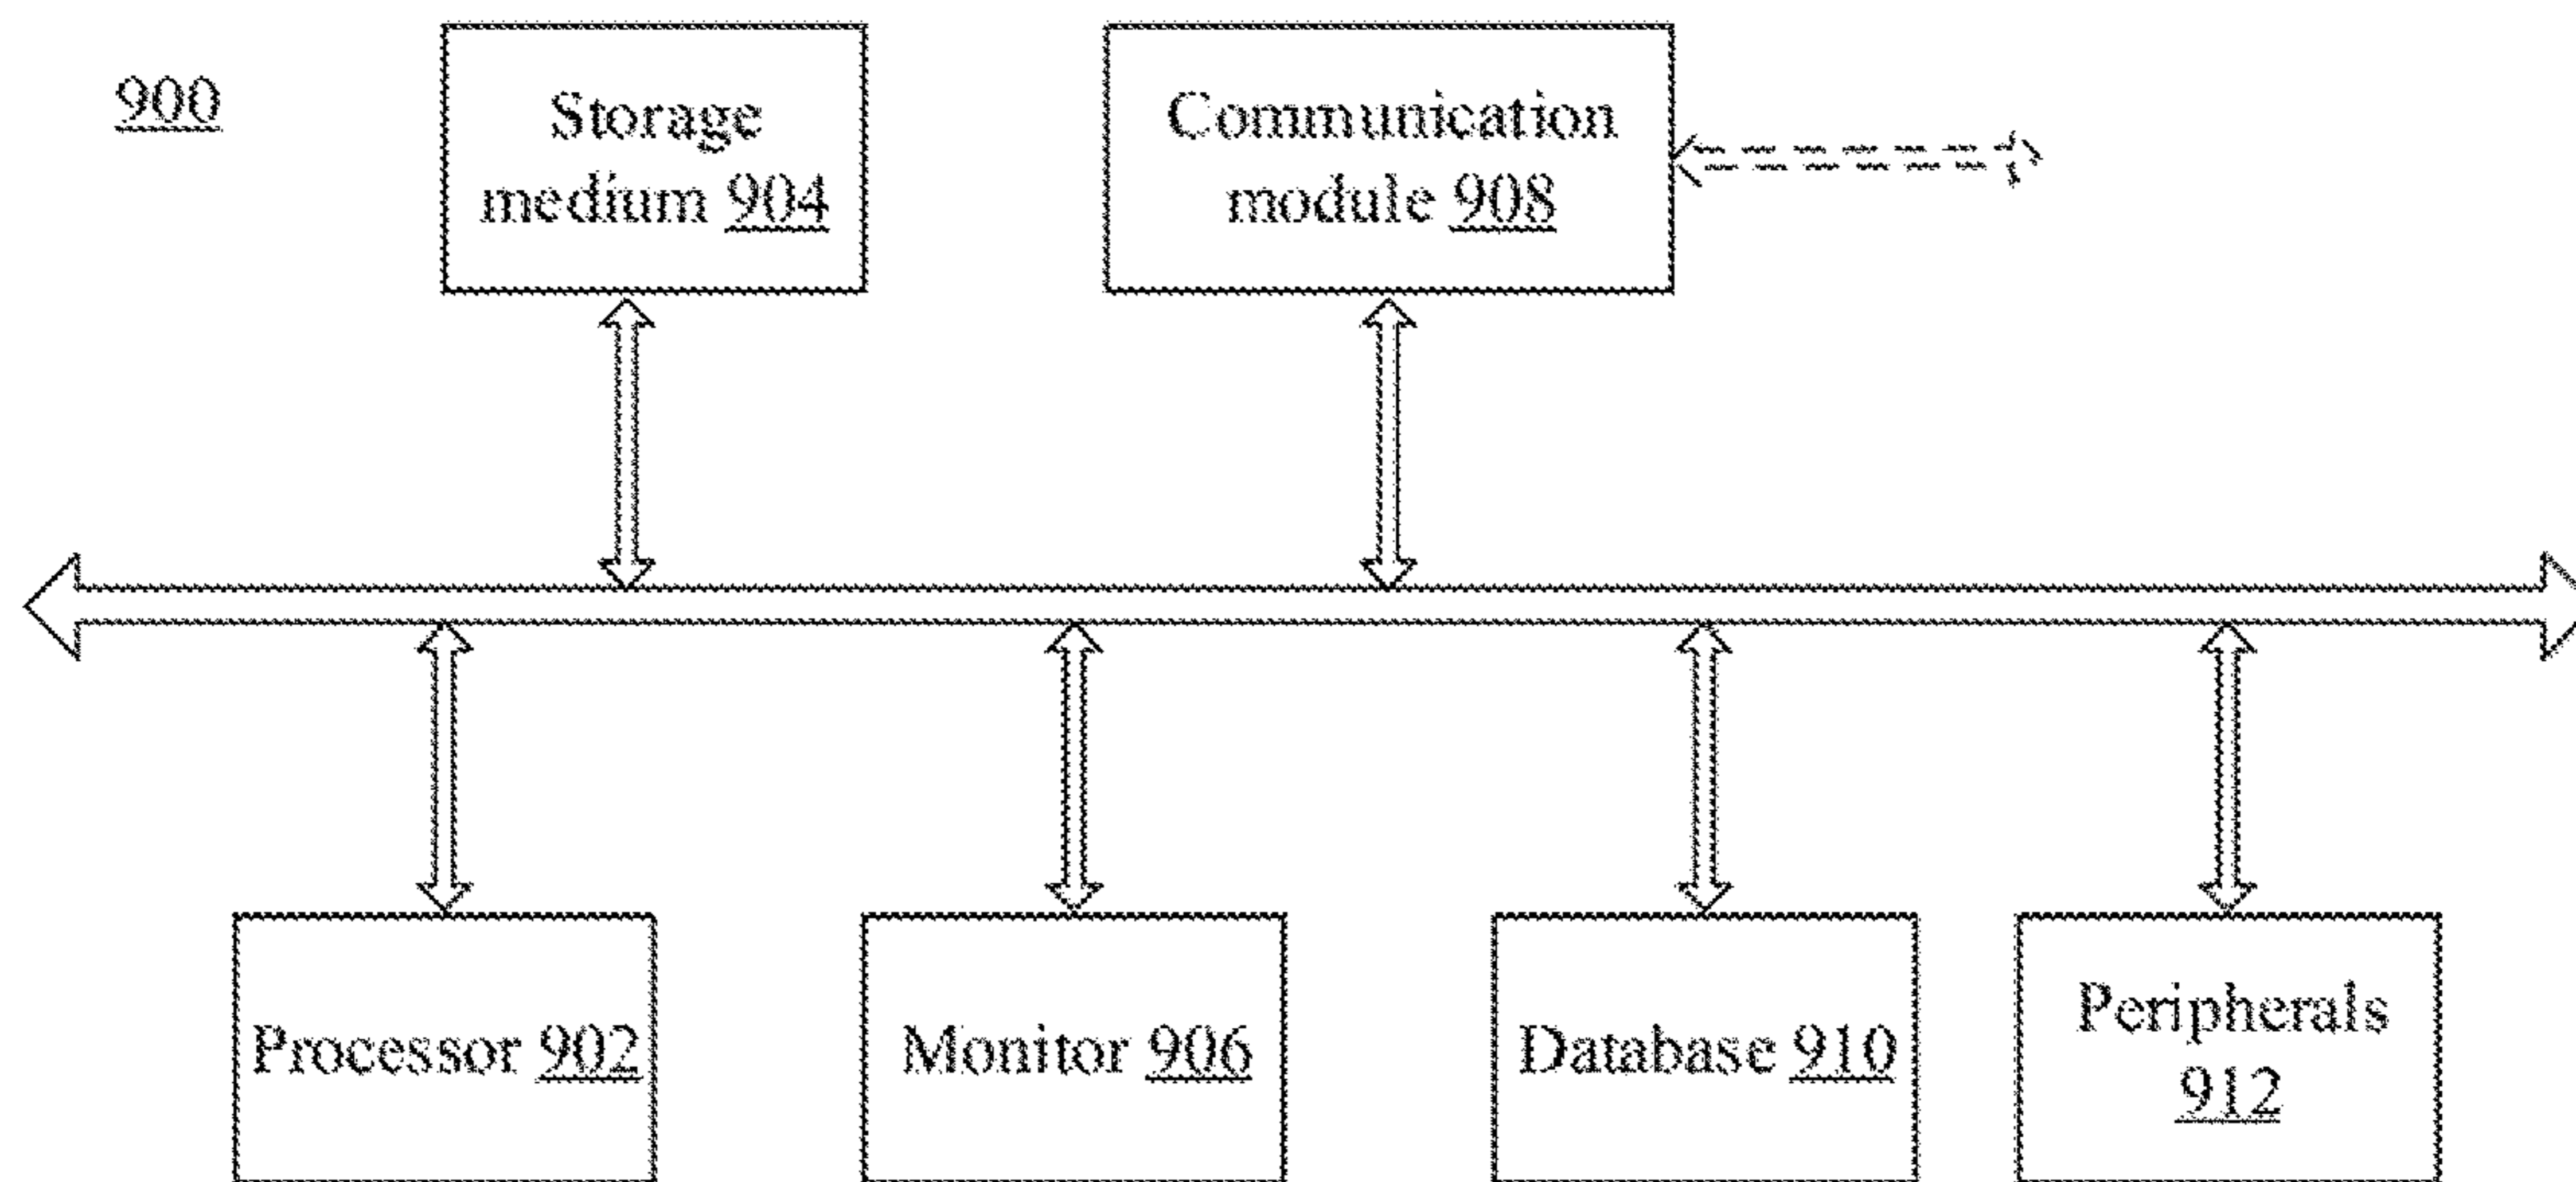 900
Storage
medium 904
Communication
module 908
Processor 902
Monitor 906
Database 910
Peripherals
912